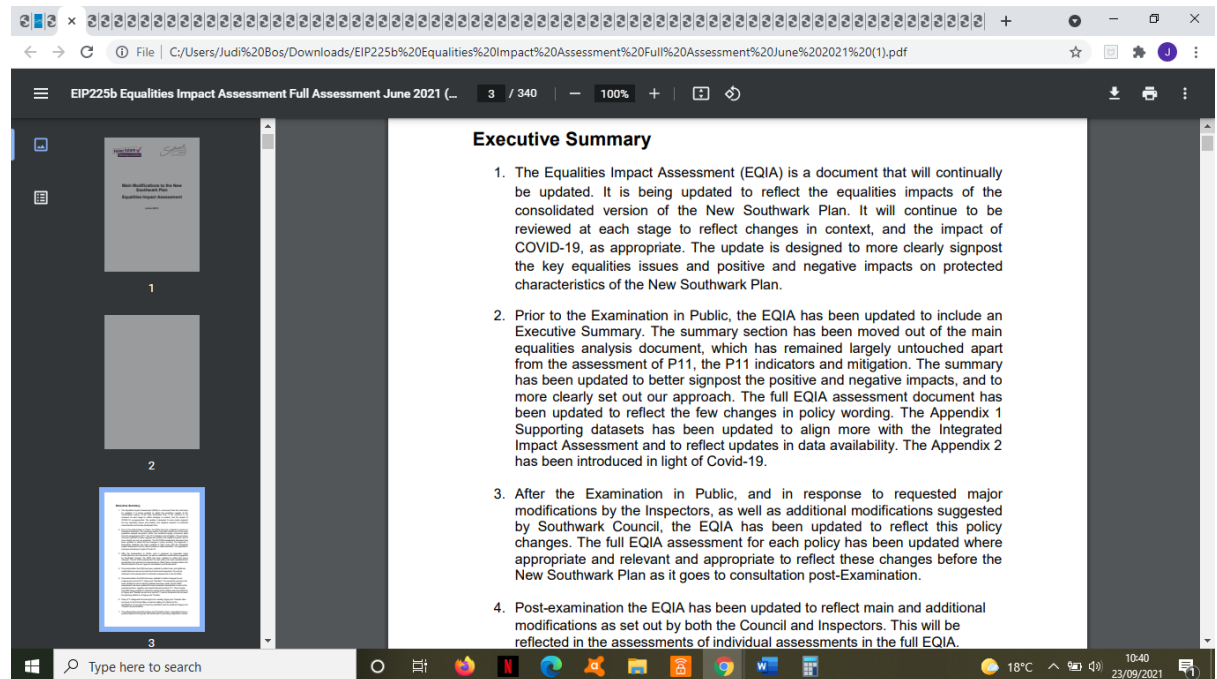 File | C:/Users/Judi%20Bos/Downloads/EIP225b%20Equalities%20Impact%20Assessment%20Full%20Assessment%20June%202021%20(1).pdf
J
EIP225b Equalities Impact Assessment Full Assessment June 2021 (...
3 / 340
100%
Main Modifications to the New
Southwark Plan
Equalities Impact Assessment
1
2
3
Executive Summary
1. The Equalities Impact Assessment (EQIA) is a document that will continually
be updated. It is being updated to reflect the equalities impacts of the
consolidated version of the New Southwark Plan. It will continue to be
reviewed at each stage to reflect changes in context, and the impact of
COVID-19, as appropriate. The update is designed to more clearly signpost
the key equalities issues and positive and negative impacts on protected
characteristics of the New Southwark Plan.
2. Prior to the Examination in Public, the EQIA has been updated to include an
Executive Summary. The summary section has been moved out of the main
equalities analysis document, which has remained largely untouched apart
from the assessment of P11, the P11 indicators and mitigation. The summary
has been updated to better signpost the positive and negative impacts, and to
more clearly set out our approach. The full EQIA assessment document has
been updated to reflect the few changes in policy wording. The Appendix 1
Supporting datasets has been updated to align more with the Integrated
Impact Assessment and to reflect updates in data availability. The Appendix 2
has been introduced in light of Covid-19.
3. After the Examination in Public, and in response to requested major
modifications by the Inspectors, as well as additional modifications suggested
by Southwark Council, the EQIA has been updated to reflect this policy
changes. The full EQIA assessment for each policy has been updated where
appropriate and relevant and appropriate to reflect these changes before the
New Southwark Plan as it goes to consultation post-Examination.
4. Post-examination the EQIA has been updated to reflect main and additional
modifications as set out by both the Council and Inspectors. This will be
reflected in the assessments of individual assessments in the full EQIA.
Type here to search
N
18°C
10:40
23/09/2021
1